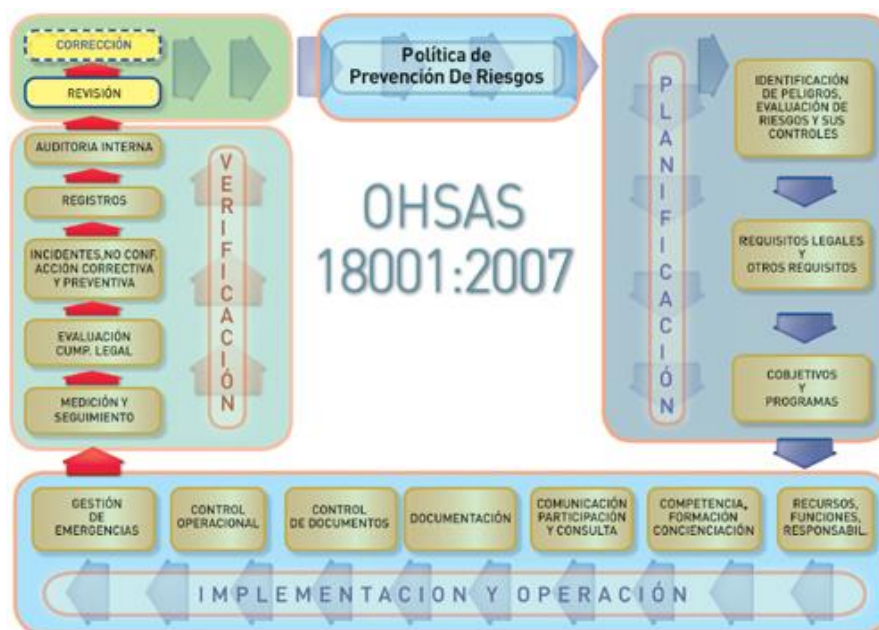 CORRECCIÓN
REVISIÓN
Política de
Prevención De Riesgos
PLANIFICACIÓN
IDENTIFICACIÓN
DE PELIGROS,
EVALUACIÓN DE
RIESGOS Y SUS
CONTROLES
AUDITORIA INTERNA
REGISTROS
INCIDENTES,NO CONF.
ACCIÓN CORRECTIVA
Y PREVENTIVA
EVALUACIÓN
CUMP. LEGAL
MEDICIÓN Y
SEGUIMIENTO
VERIFICACIÓN
OHSAS
18001:2007
REQUISITOS LEGALES
Y
OTROS REQUISITOS
COBJETIVOS
Y
PROGRAMAS
GESTIÓN
DE
EMERGENCIAS
CONTROL
OPERACIONAL
CONTROL
DE DOCUMENTOS
DOCUMENTACIÓN
COMUNICACIÓN
PARTICIPACIÓN
Y CONSULTA
COMPETENCIA,
FORMACIÓN
CONCIENCIACIÓN
RECURSOS,
FUNCIONES,
RESPONSABIL.
IMPLEMENTACION Y OPERACIÓN